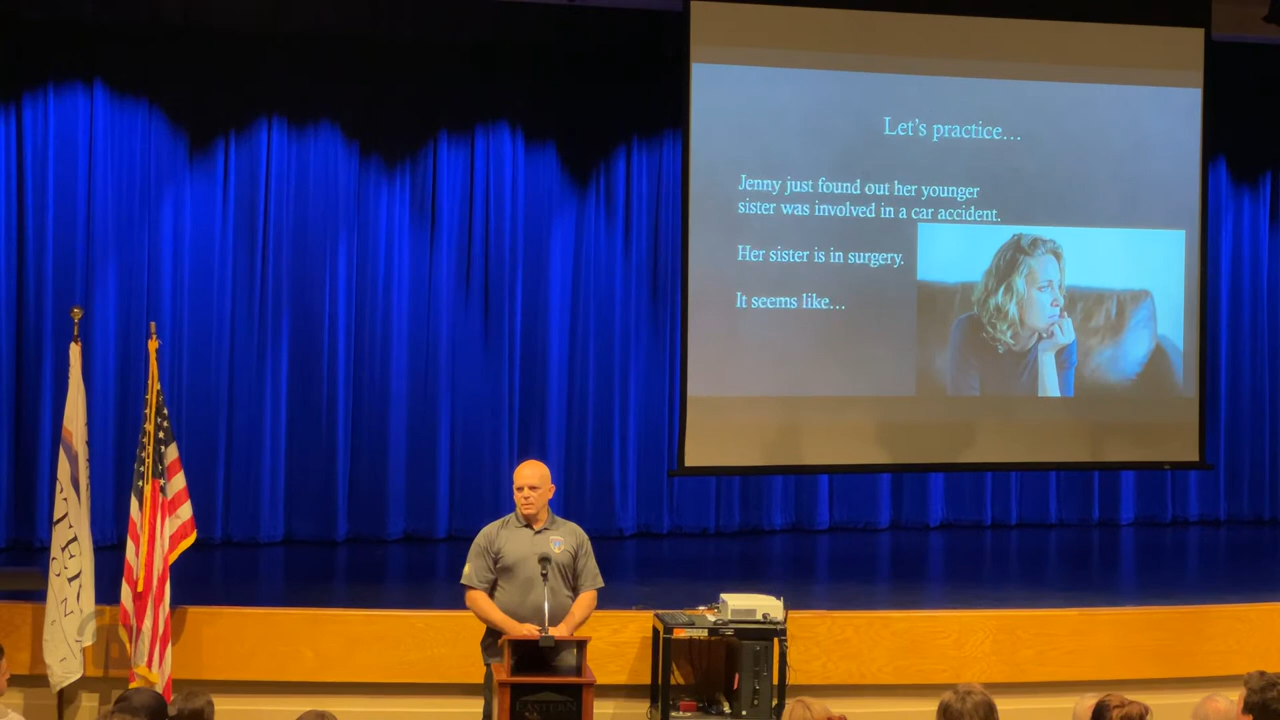 Let's practice...
Jenny just found out her younger
sister was involved in a car accident.
Her sister is in surgery.
It seems like...
EASTERN